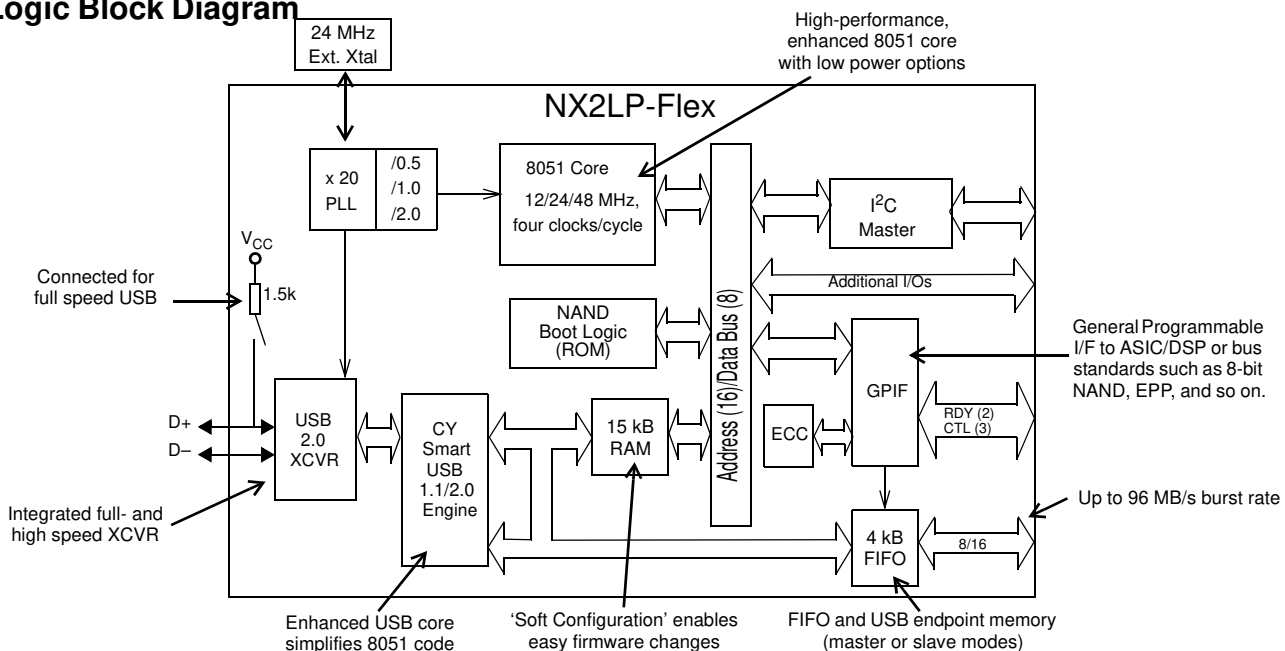 Logic Block Diagram
24 MHz
Ext. Xtal
High-performance,
enhanced 8051 core
with low power options
NX2LP-Flex
x 20
PLL
/0.5
/1.0
/2.0
8051 Core
12/24/48 MHz,
four clocks/cycle
I²C
Master
VCC
1.5k
Connected for
full speed USB
Additional I/Os
NAND
Boot Logic
(ROM)
Address (16)/Data Bus (8)
General Programmable
I/F to ASIC/DSP or bus
standards such as 8-bit
NAND, EPP, and so on.
GPIF
RDY (2)
CTL (3)
ECC
D+
D–
USB
2.0
XCVR
CY
Smart
USB
1.1/2.0
Engine
15 kB
RAM
Integrated full- and
high speed XCVR
Up to 96 MB/s burst rate
4 kB
FIFO
8/16
Enhanced USB core
simplifies 8051 code
‘Soft Configuration’ enables
easy firmware changes
FIFO and USB endpoint memory
(master or slave modes)